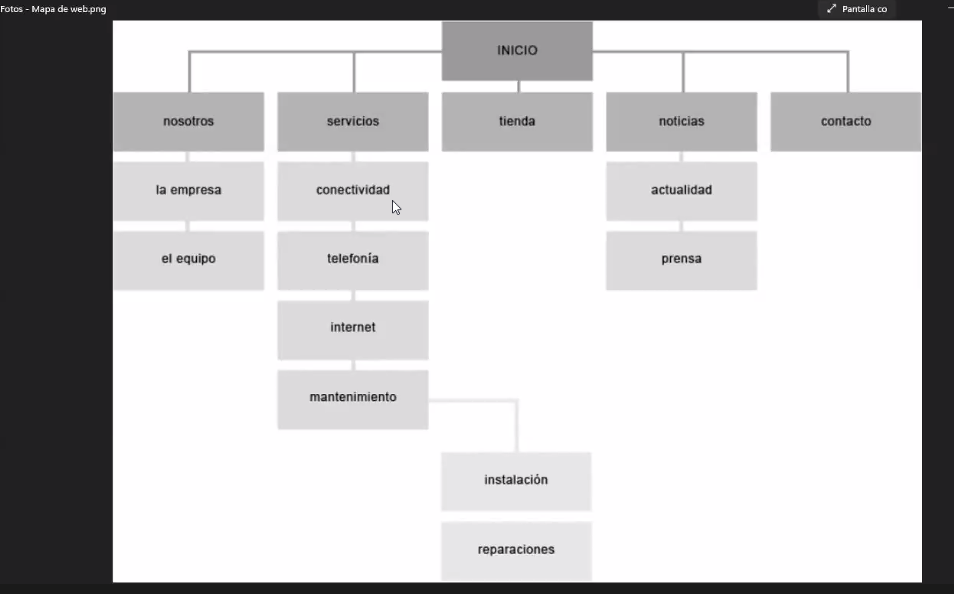 Fotos - Mapa de web.png
Pantalla co
INICIO
nosotros
servicios
tienda
noticias
contacto
la empresa
conectividad
actualidad
el equipo
telefonía
prensa
internet
mantenimiento
instalación
reparaciones